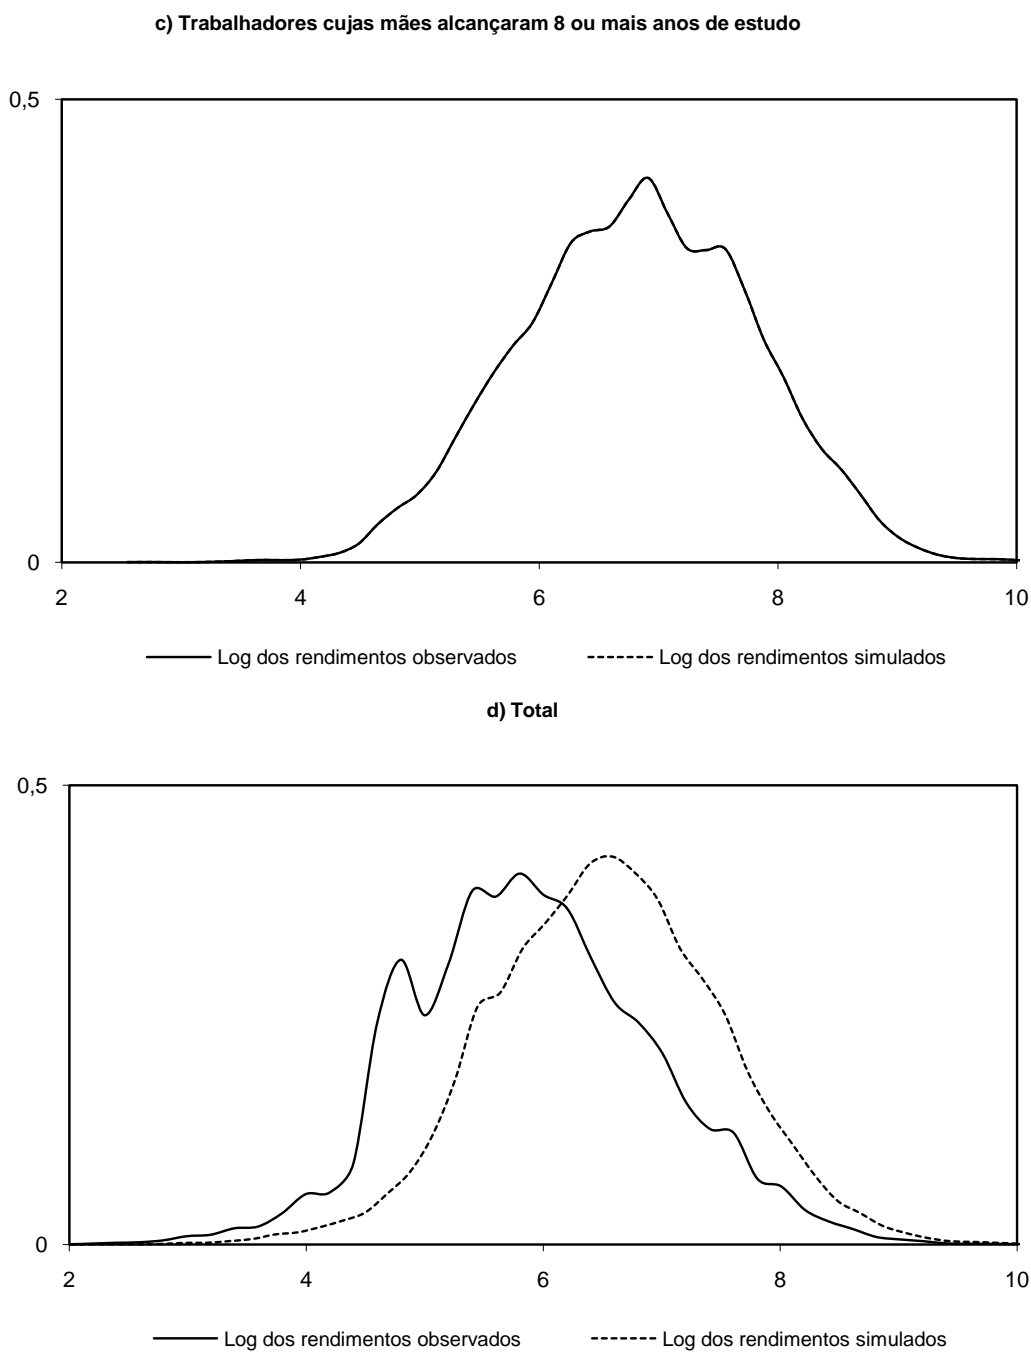 c) Trabalhadores cujas mães alcançaram 8 ou mais anos de estudo
0,5
0
2 4 6 8 10
Log dos rendimentos observados Log dos rendimentos simulados
d) Total
0,5
0
2 4 6 8 10
Log dos rendimentos observados Log dos rendimentos simulados